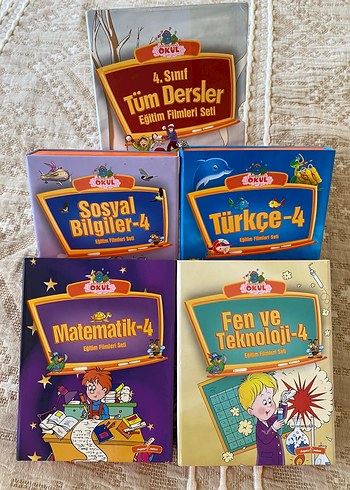 OKUL
4. Sınıf
Tüm Dersler
Eğitim Filmleri Seti
OKUL
Sosyal
Bilgiler-4
Eğitim Filmleri Seti
OKUL
Türkçe-4
Eğitim Filmleri Seti
OKUL
Matematik-4
Eğitim Filmleri Seti
OKUL
Fen ve
Teknoloji-4
Eğitim Filmleri Seti